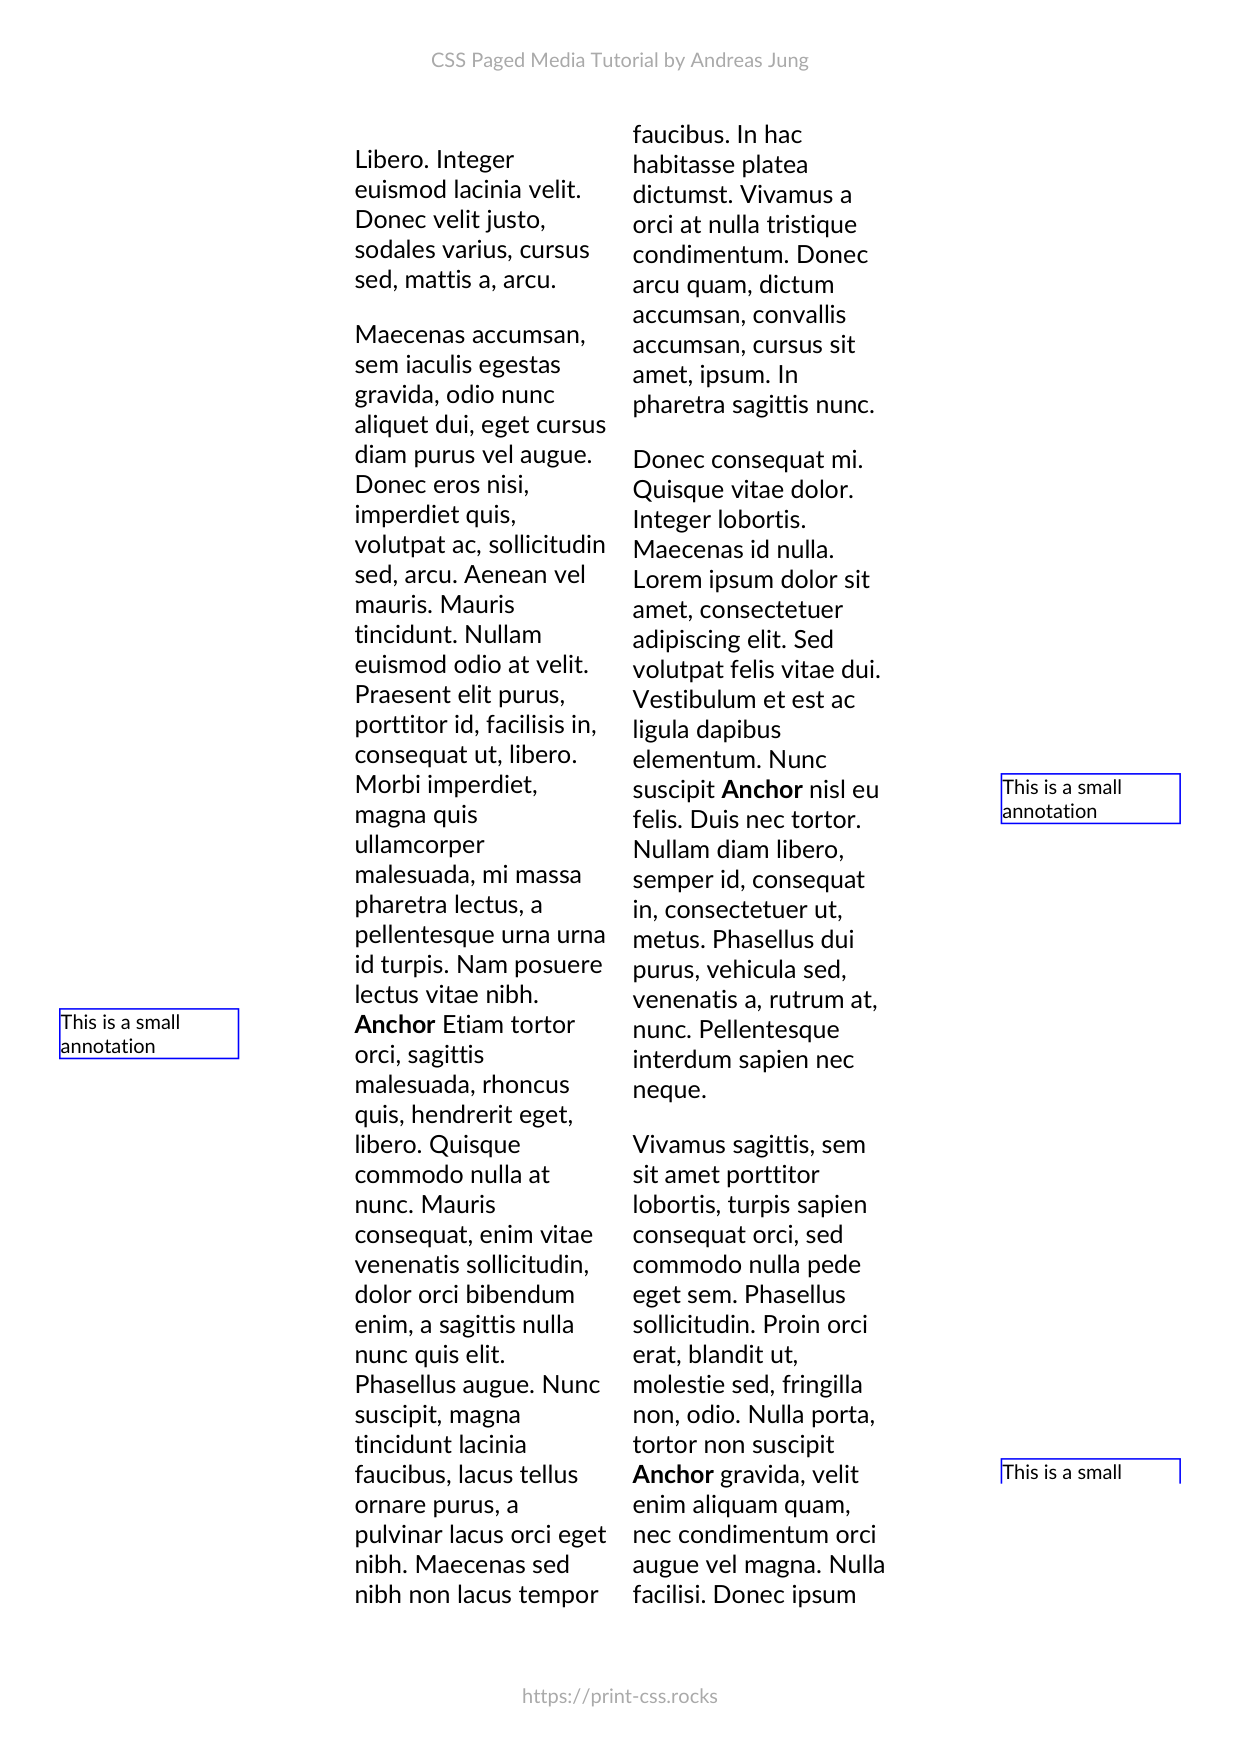 CSS Paged Media Tutorial by Andreas Jung
Libero. Integer
euismod lacinia velit.
Donec velit justo,
sodales varius, cursus
sed, mattis a, arcu.
Maecenas accumsan,
sem iaculis egestas
gravida, odio nunc
aliquet dui, eget cursus
diam purus vel augue.
Donec eros nisi,
imperdiet quis,
volutpat ac, sollicitudin
sed, arcu. Aenean vel
mauris. Mauris
tincidunt. Nullam
euismod odio at velit.
Praesent elit purus,
porttitor id, facilisis in,
consequat ut, libero.
Morbi imperdiet,
magna quis
ullamcorper
malesuada, mi massa
pharetra lectus, a
pellentesque urna urna
id turpis. Nam posuere
lectus vitae nibh.
Anchor Etiam tortor
orci, sagittis
malesuada, rhoncus
quis, hendrerit eget,
libero. Quisque
commodo nulla at
nunc. Mauris
consequat, enim vitae
venenatis sollicitudin,
dolor orci bibendum
enim, a sagittis nulla
nunc quis elit.
Phasellus augue. Nunc
suscipit, magna
tincidunt lacinia
faucibus, lacus tellus
ornare purus, a
pulvinar lacus orci eget
nibh. Maecenas sed
nibh non lacus tempor
This is a small
annotation
faucibus. In hac
habitasse platea
dictumst. Vivamus a
orci at nulla tristique
condimentum. Donec
arcu quam, dictum
accumsan, convallis
accumsan, cursus sit
amet, ipsum. In
pharetra sagittis nunc.
Donec consequat mi.
Quisque vitae dolor.
Integer lobortis.
Maecenas id nulla.
Lorem ipsum dolor sit
amet, consectetuer
adipiscing elit. Sed
volutpat felis vitae dui.
Vestibulum et est ac
ligula dapibus
elementum. Nunc
suscipit Anchor nisl eu
felis. Duis nec tortor.
Nullam diam libero,
semper id, consequat
in, consectetuer ut,
metus. Phasellus dui
purus, vehicula sed,
venenatis a, rutrum at,
nunc. Pellentesque
interdum sapien nec
neque.
Vivamus sagittis, sem
sit amet porttitor
lobortis, turpis sapien
consequat orci, sed
commodo nulla pede
eget sem. Phasellus
sollicitudin. Proin orci
erat, blandit ut,
molestie sed, fringilla
non, odio. Nulla porta,
tortor non suscipit
Anchor gravida, velit
enim aliquam quam,
nec condimentum orci
augue vel magna. Nulla
facilisi. Donec ipsum
This is a small
annotation
This is a small
https://print-css.rocks